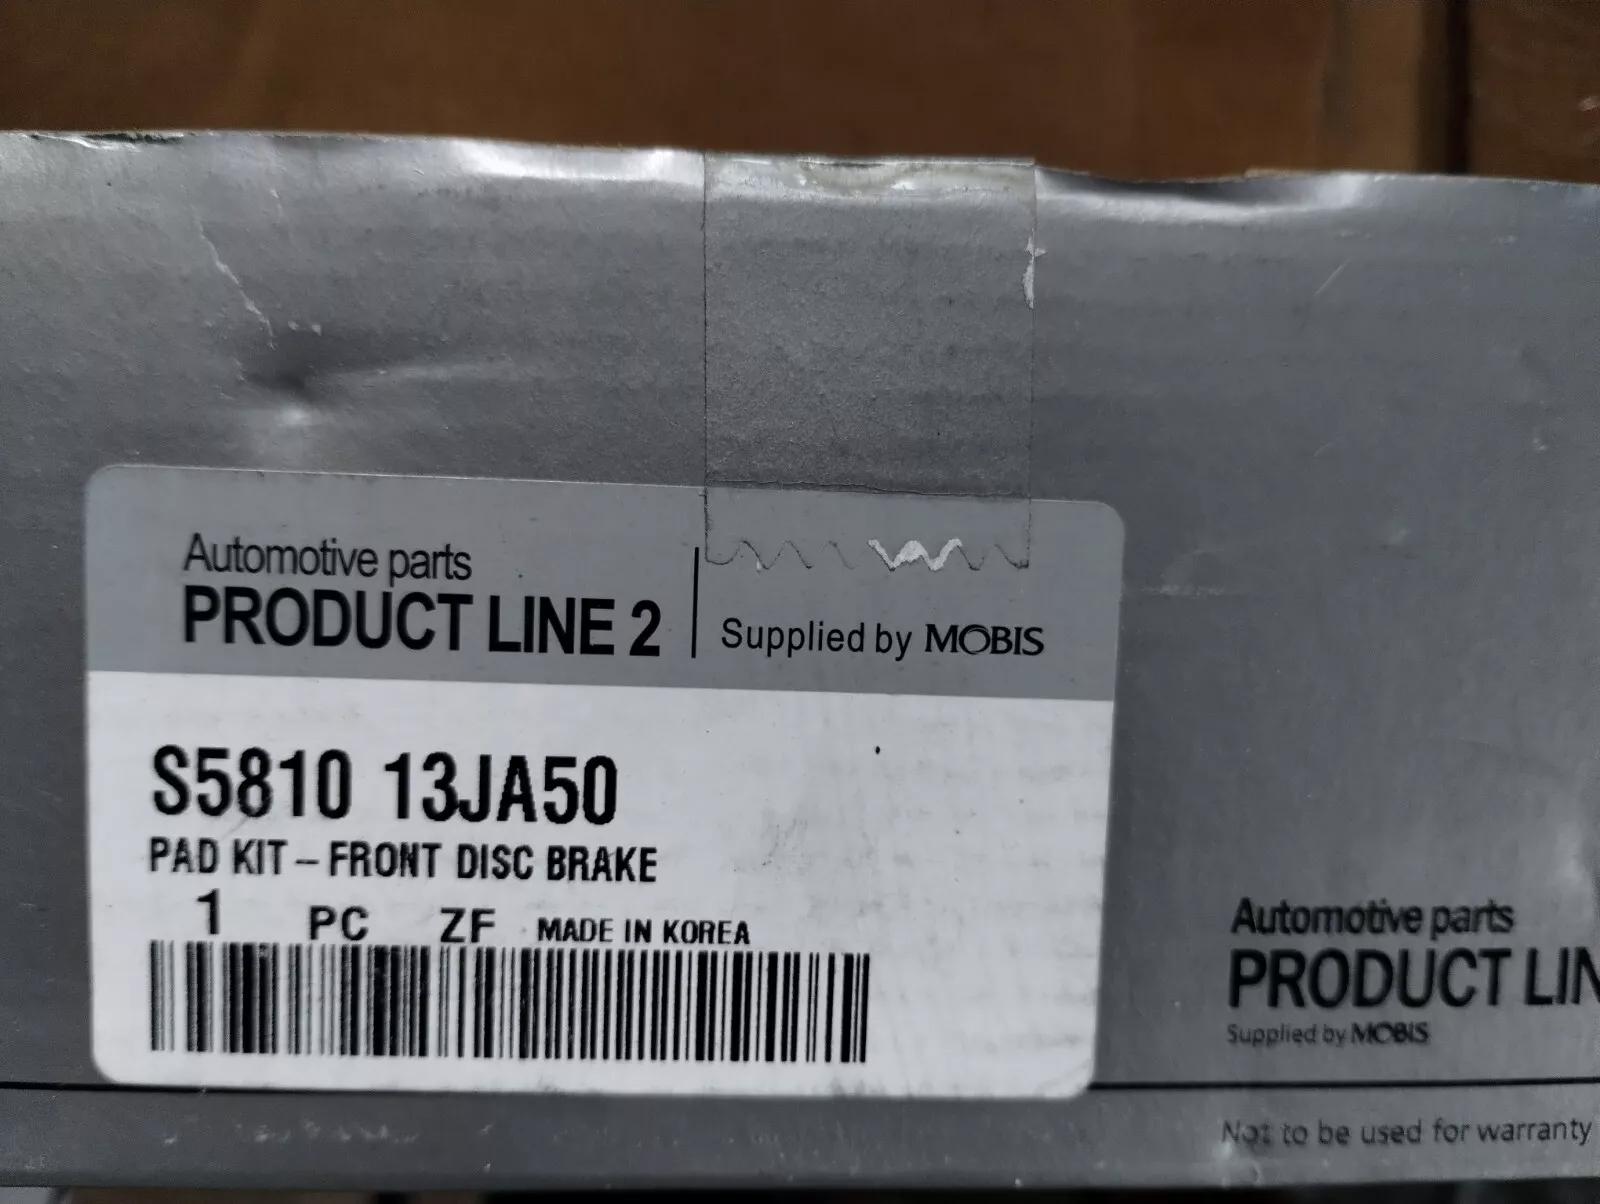 Automotive parts
PRODUCT LINE 2
Supplied by MOBIS
S5810 13JA50
PAD KIT – FRONT DISC BRAKE
1 PC ZF MADE IN KOREA
Automotive parts
PRODUCT LIN
Supplied by MOBIS
Not to be used for warranty